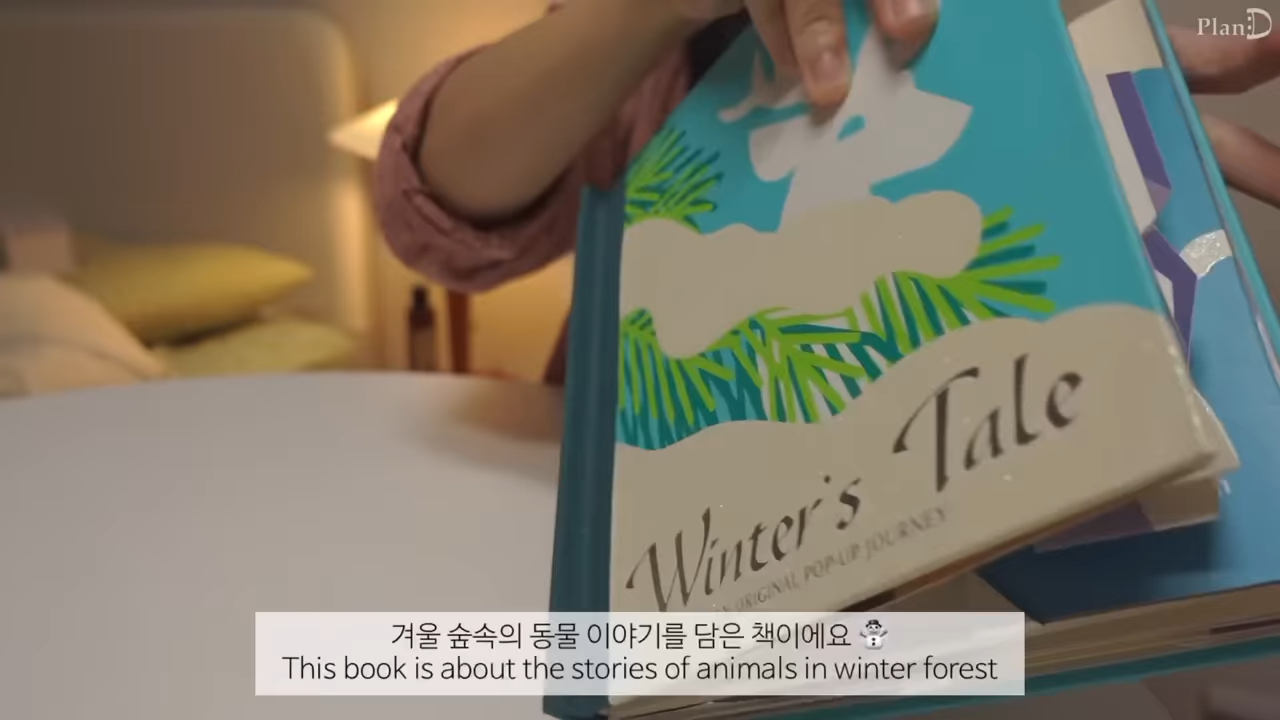 Plan:D
Winter's Tale
AN ORIGINAL POP-UP JOURNEY
겨울 숲속의 동물 이야기를 담은 책이에요 ☃
This book is about the stories of animals in winter forest